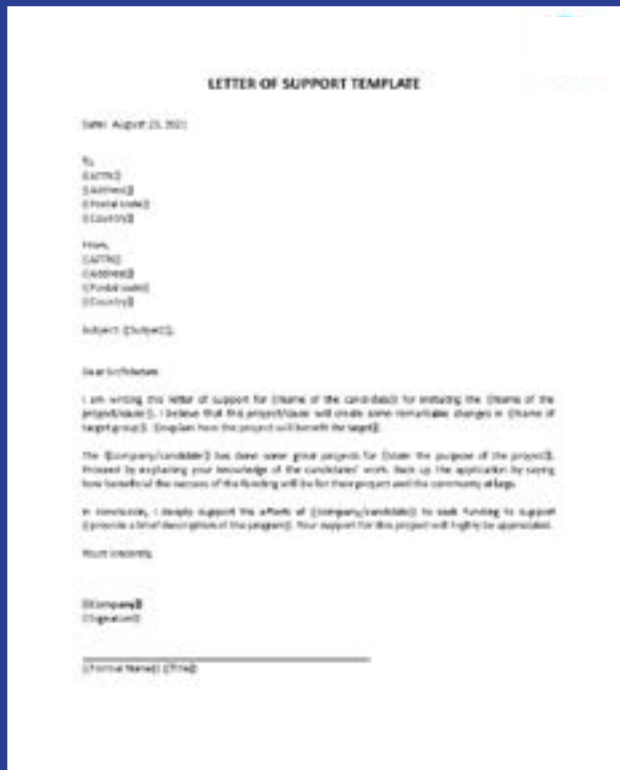 LETTER OF SUPPORT TEMPLATE
Date: August 23, 2021
To,
[[ATTN]]
[[Address]]
[[Postal code]]
[[Country]]
From,
[[ATTN]]
[[Address]]
[[Postal code]]
[[Country]]
Subject: [[Subject]],
Dear Sir/Madam
I am writing this letter of support for [[name of the candidate]] for initiating the [[name of the
project/cause]]. I believe that this project/cause will create some remarkable changes in [[name of
target group]]. [[explain how the project will benefit the target]].
The [[company/candidate]] has done some great projects for [[state the purpose of the project]].
Proceed by explaining your knowledge of the candidates' work. Back up the application by saying
how beneficial the success of the funding will be for their project and the community at large.
In conclusion, I deeply support the efforts of [[company/candidate]] to seek funding to support
[[provide a brief description of the program]]. Your support for this project will highly be appreciated.
Yours sincerely,
[[Company]]
[[Signature]]
[[Formal Name]] [[Title]]